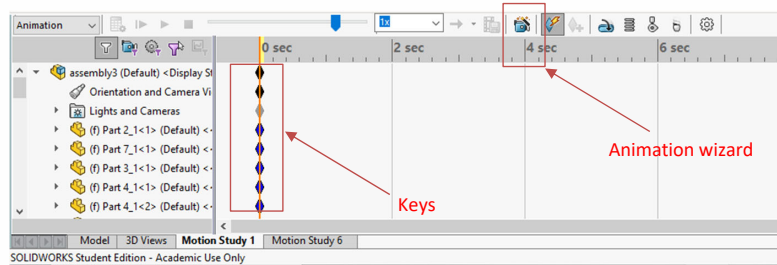 Animation
1x
0 sec 2 sec 4 sec 6 sec
assembly3 (Default) <Display St
Orientation and Camera Vi
Lights and Cameras
(f) Part 2_1<1> (Default) <
(f) Part 7_1<1> (Default) <
(f) Part 3_1<1> (Default) <
(f) Part 4_1<1> (Default) <
(f) Part 4_1<2> (Default) <
Animation wizard
Keys
Model 3D Views Motion Study 1 Motion Study 6
SOLIDWORKS Student Edition - Academic Use Only